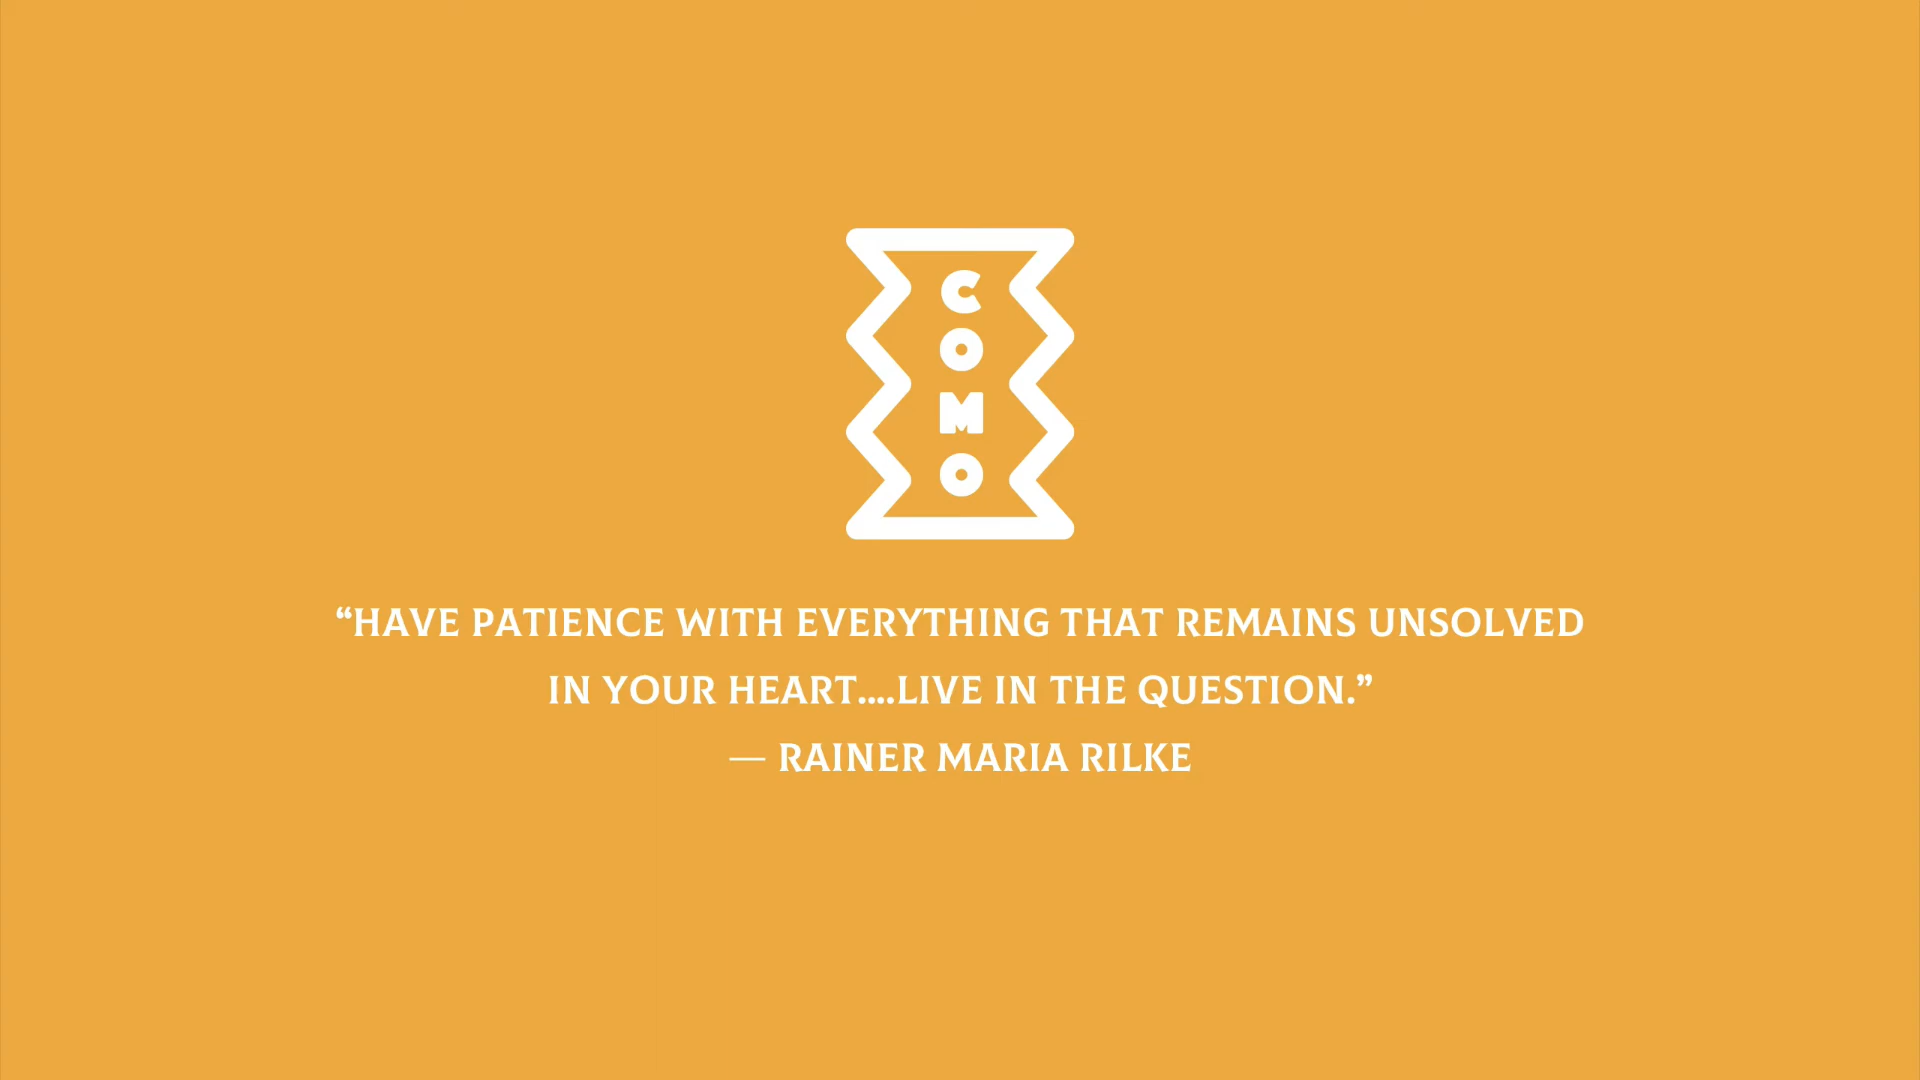 COMO
“HAVE PATIENCE WITH EVERYTHING THAT REMAINS UNSOLVED
IN YOUR HEART....LIVE IN THE QUESTION.”
— RAINER MARIA RILKE